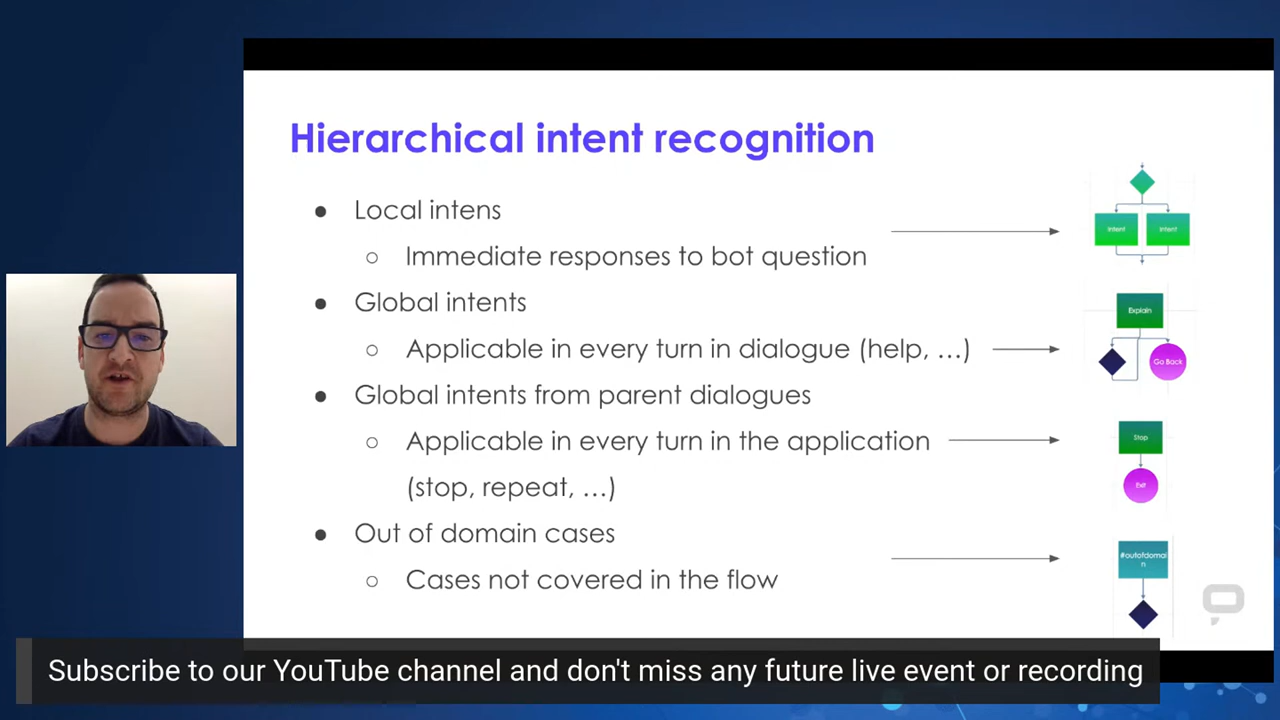 Hierarchical intent recognition
● Local intens
○ Immediate responses to bot question
● Global intents
○ Applicable in every turn in dialogue (help, …)
● Global intents from parent dialogues
○ Applicable in every turn in the application
(stop, repeat, …)
● Out of domain cases
○ Cases not covered in the flow
Intent
Intent
Explain
Go Back
Stop
Exit
#outofdomai
n
Subscribe to our YouTube channel and don't miss any future live event or recording